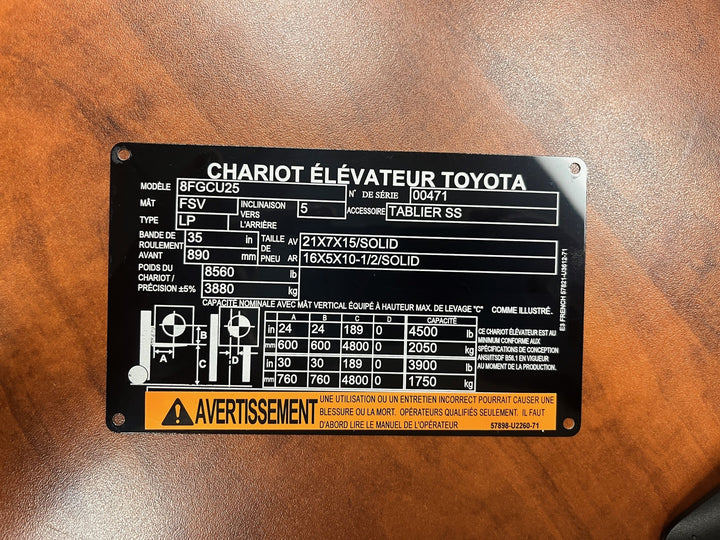 CHARIOT ÉLÉVATEUR TOYOTA
MODÈLE 8FGCU25 N° DE SÉRIE 00471
MÂT FSV INCLINAISON VERS L'ARRIÈRE 5 ACCESSOIRE TABLIER SS
TYPE LP
BANDE DE ROULEMENT AVANT 35 in TAILLE DE PNEU AV 21X7X15/SOLID
890 mm AR 16X5X10-1/2/SOLID
POIDS DU CHARIOT / PRÉCISION ±5% 8560 lb
3880 kg
CAPACITÉ NOMINALE AVEC MÂT VERTICAL ÉQUIPÉ À HAUTEUR MAX. DE LEVAGE "C" COMME ILLUSTRÉ.
A B C D CAPACITÉ
in 24 24 189 0 4500 lb
mm 600 600 4800 0 2050 kg
in 30 30 189 0 3900 lb
mm 760 760 4800 0 1750 kg
A B C D
CE CHARIOT ÉLEVATEUR EST AU
MINIMUM CONFORME AUX
SPÉCIFICATIONS DE CONCEPTION
ANSI/ITSDF B56.1 EN VIGUEUR
AU MOMENT DE LA PRODUCTION.
E3 FRENCH 57821-U3612-71
AVERTISSEMENT
UNE UTILISATION OU UN ENTRETIEN INCORRECT POURRAIT CAUSER UNE
BLESSURE OU LA MORT. OPÉRATEURS QUALIFIÉS SEULEMENT. IL FAUT
D'ABORD LIRE LE MANUEL DE L'OPÉRATEUR 57898-U2260-71